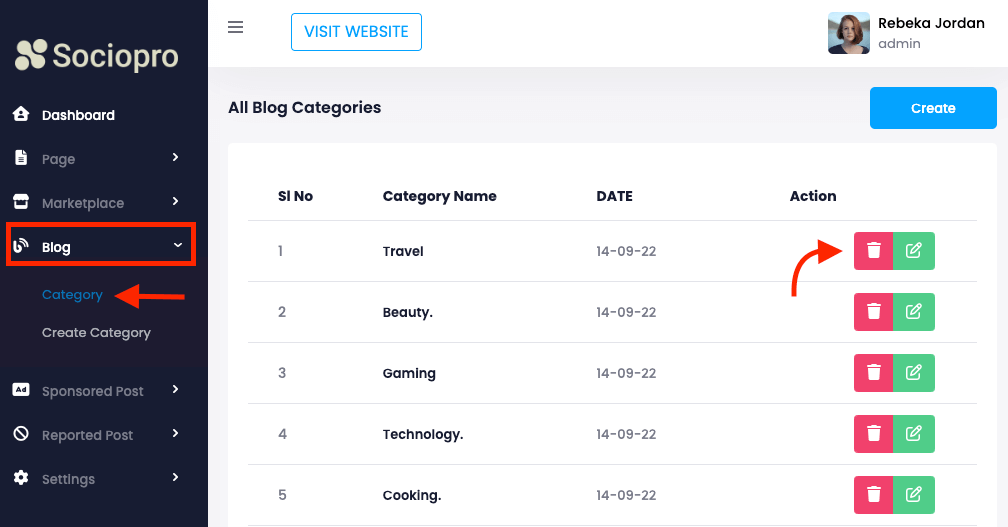 Sociopro
VISIT WEBSITE
Rebeka Jordan
admin
Dashboard
Page
Marketplace
Blog
Category
Create Category
Ad Sponsored Post
Reported Post
Settings
All Blog Categories
Create
Sl No Category Name DATE Action
1 Travel 14-09-22
2 Beauty. 14-09-22
3 Gaming 14-09-22
4 Technology. 14-09-22
5 Cooking. 14-09-22